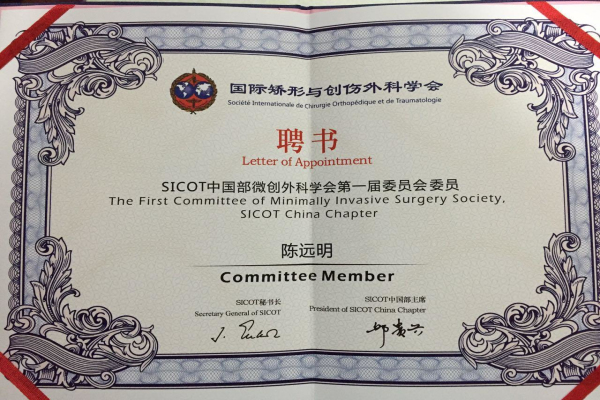 国际矫形与创伤外科学会
Société Internationale de Chirurgie Orthopédique et de Traumatologie
聘书
Letter of Appointment
SICOT中国部微创外科学会第一届委员会委员
The First Committee of Minimally Invasive Surgery Society,
SICOT China Chapter
陈远明
Committee Member
SICOT秘书长 SICOT中国部主席
Secretary General of SICOT President of SICOT China Chapter